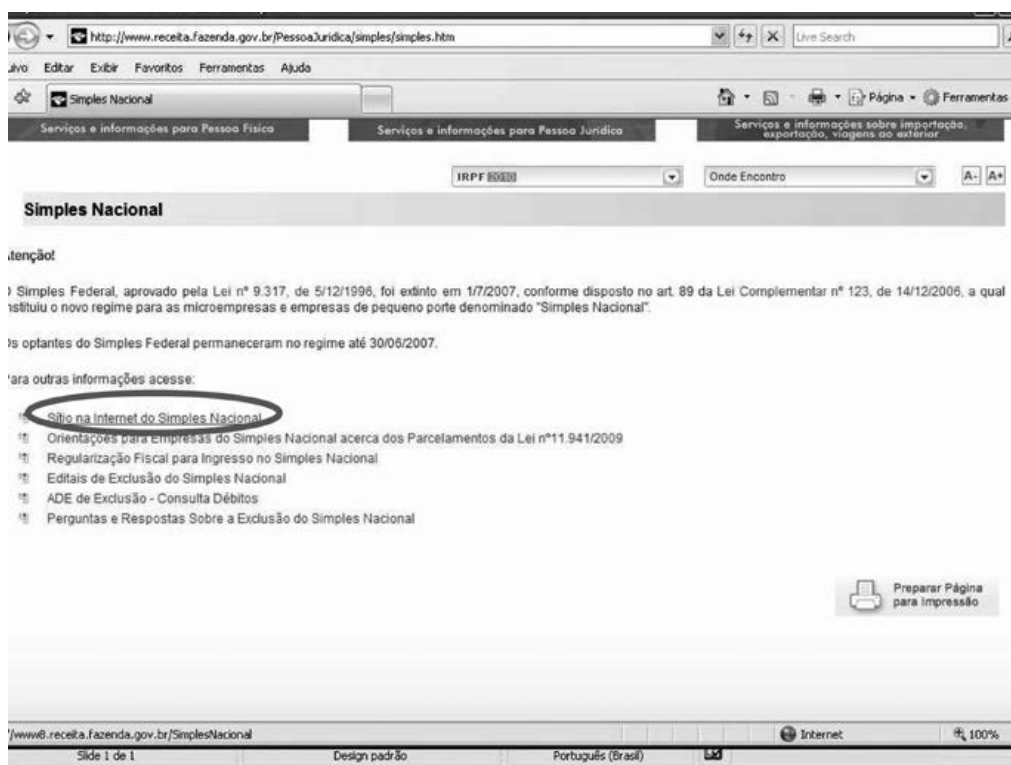 http://www.receita.fazenda.gov.br/PessoaJuridica/simples/simples.htm
Live Search
uivo Editar Exibir Favoritos Ferramentas Ajuda
Simples Nacional
Página Ferramentas
Serviços e informações para Pessoa Física
Serviços e informações para Pessoa Jurídica
Serviços e informações sobre importação,
exportação, viagens ao exterior
IRPF
Onde Encontro
A- A+
Simples Nacional
Atenção!
O Simples Federal, aprovado pela Lei nº 9.317, de 5/12/1996, foi extinto em 1/7/2007, conforme disposto no art. 89 da Lei Complementar nº 123, de 14/12/2006, a qual
instituiu o novo regime para as microempresas e empresas de pequeno porte denominado "Simples Nacional".
Os optantes do Simples Federal permaneceram no regime até 30/06/2007.
Para outras informações acesse:
Sítio na Internet do Simples Nacional
Orientações para Empresas do Simples Nacional acerca dos Parcelamentos da Lei nº11.941/2009
Regularização Fiscal para Ingresso no Simples Nacional
Editais de Exclusão do Simples Nacional
ADE de Exclusão - Consulta Débitos
Perguntas e Respostas Sobre a Exclusão do Simples Nacional
Preparar Página
para Impressão
//www8.receita.fazenda.gov.br/SimplesNacional
Internet
100%
Slide 1 de 1
Design padrão
Português (Brasil)